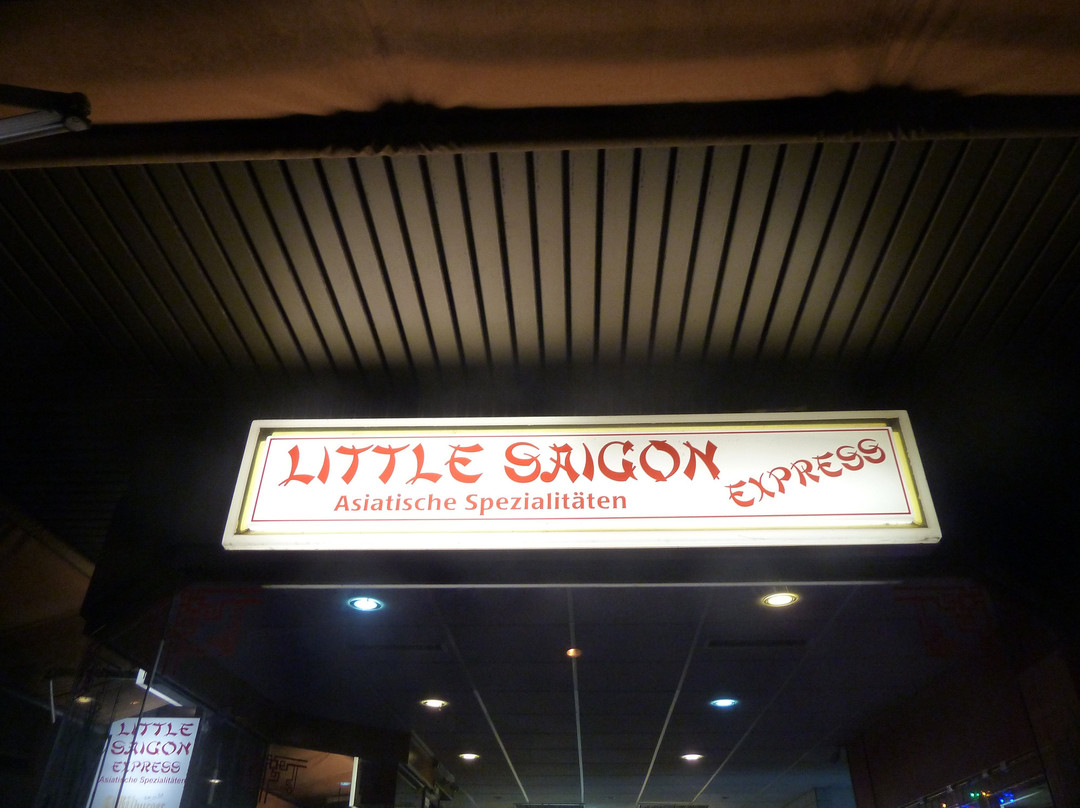 LITTLE SAIGON EXPRESS
Asiatische Spezialitäten
LITTLE
SAIGON
EXPRESS
Asiatische Spezialitäten